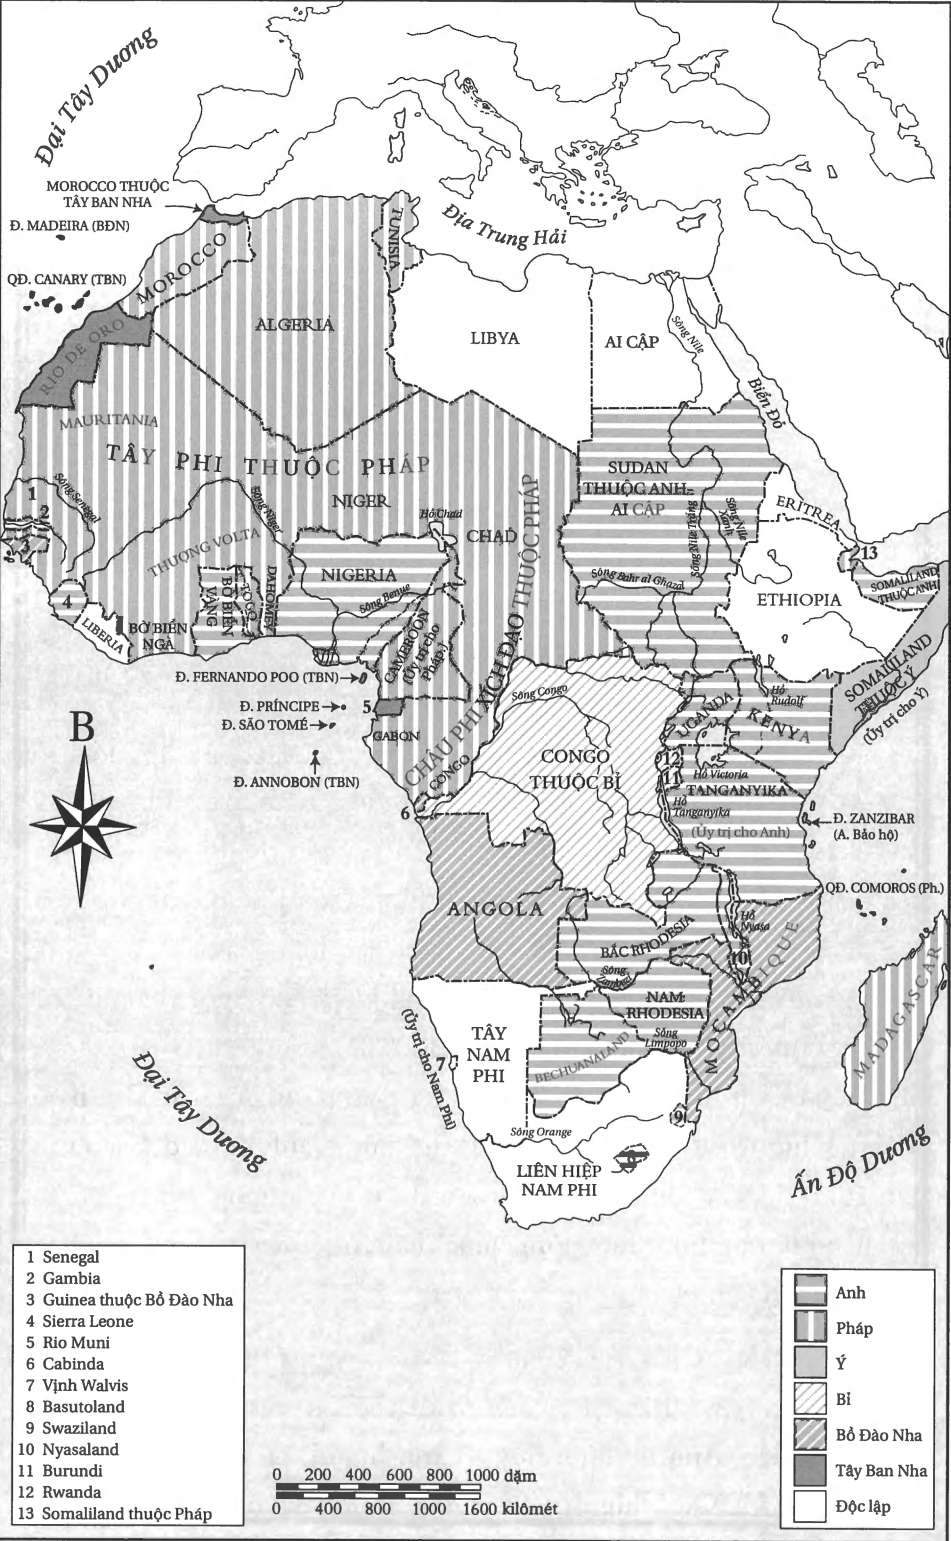 Đại Tây Dương
MOROCCO THUỘC
TÂY BAN NHA
Đ. MADEIRA (BĐN)
QĐ. CANARY (TBN)
Địa Trung Hải
TUNISIA
MOROCCO
ALGERIA
LIBYA
AI CẬP
Sông Nile
Biển Đỏ
RIO DE ORO
MAURITANIA
TÂY PHI THUỘC PHÁP
NIGER
CHAD
SUDAN
THUỘC ANH,
AI CẬP
Sông Nile Trắng
Sông Nile
Xanh
ERITREA
13
1
2
3
Sông Senegal
Sông Niger
Hồ Chad
THƯỢNG VOLTA
NIGERIA
Sông Benue
Sông Bahr al Ghazal
ETHIOPIA
SOMALILAND
THUỘC ANH
4
LIBERIA
BỜ BIỂN
NGÀ
BỜ BIỂN
VÀNG
TOGO
DAHOMEY
CAMEROON
(Ủy trị cho
Pháp)
CHÂU PHI XÍCH ĐẠO THUỘC PHÁP
SOMALILAND
THUỘC Ý
(Ủy trị cho Ý)
Đ. FERNANDO POO (TBN)
Đ. PRÍNCIPE
Đ. SÃO TOMÉ
Đ. ANNOBON (TBN)
5
GABON
CONGO
6
Sông Congo
CONGO
THUỘC BỈ
UGANDA
Hồ
Rudolf
KENYA
12
11
Hồ Victoria
TANGANYIKA
Hồ
Tanganyika
(Ủy trị cho Anh)
Đ. ZANZIBAR
(A. Bảo hộ)
QĐ. COMOROS (Ph.)
B
ANGOLA
BẮC RHODESIA
Hồ
Nyasa
10
Sông
Zambezi
NAM
RHODESIA
MOCAMBIQUE
MADAGASCAR
TÂY
NAM
PHI
(Ủy trị cho Nam Phi)
7
BECHUANALAND
Sông
Limpopo
9
Sông Orange
8
LIÊN HIỆP
NAM PHI
Đại Tây Dương
Ấn Độ Dương
1 Senegal
2 Gambia
3 Guinea thuộc Bồ Đào Nha
4 Sierra Leone
5 Rio Muni
6 Cabinda
7 Vịnh Walvis
8 Basutoland
9 Swaziland
10 Nyasaland
11 Burundi
12 Rwanda
13 Somaliland thuộc Pháp
0 200 400 600 800 1000 dặm
0 400 800 1000 1600 kilômét
Anh
Pháp
Ý
Bỉ
Bồ Đào Nha
Tây Ban Nha
Độc lập